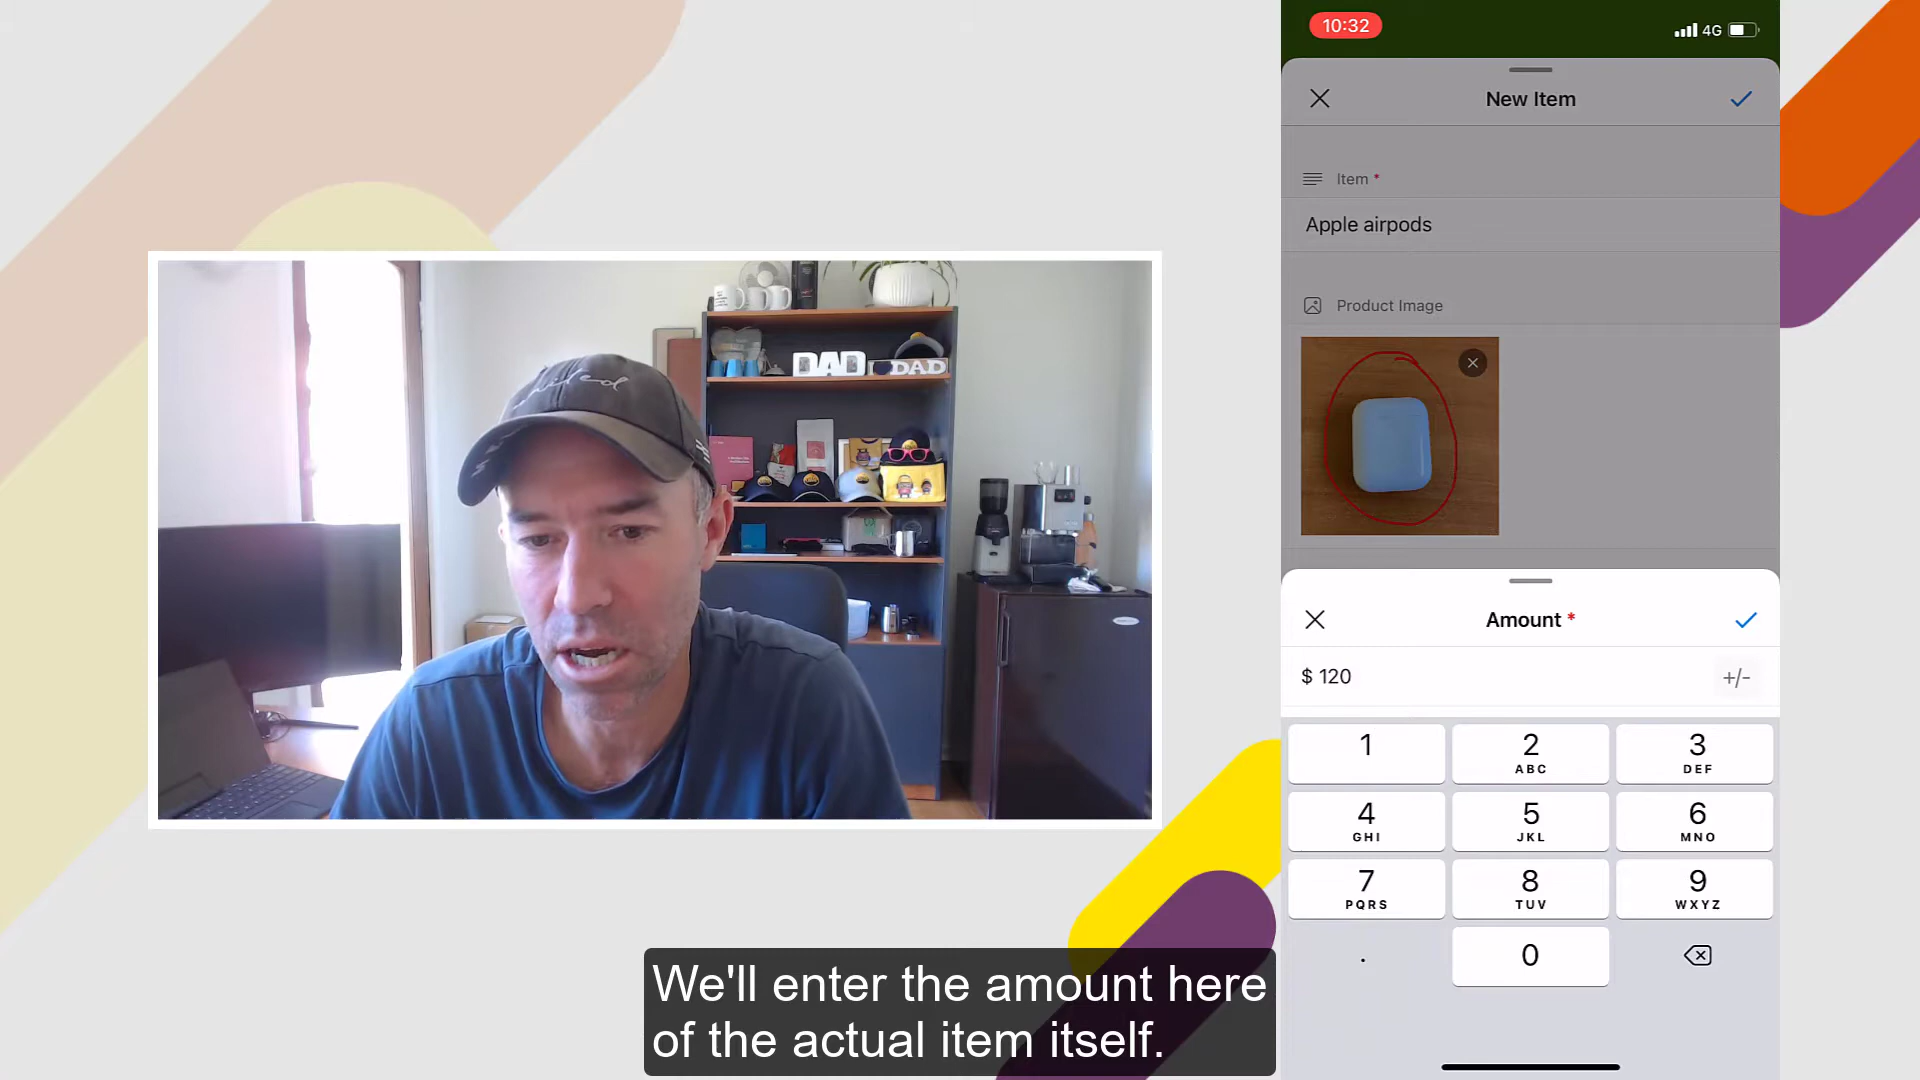 10:32
4G
New Item
Item *
Apple airpods
Product Image
DAD
DAD
Amount *
$ 120
+/-
1
2
ABC
3
DEF
4
GHI
5
JKL
6
MNO
7
PQRS
8
TUV
9
WXYZ
.
0
We'll enter the amount here
of the actual item itself.